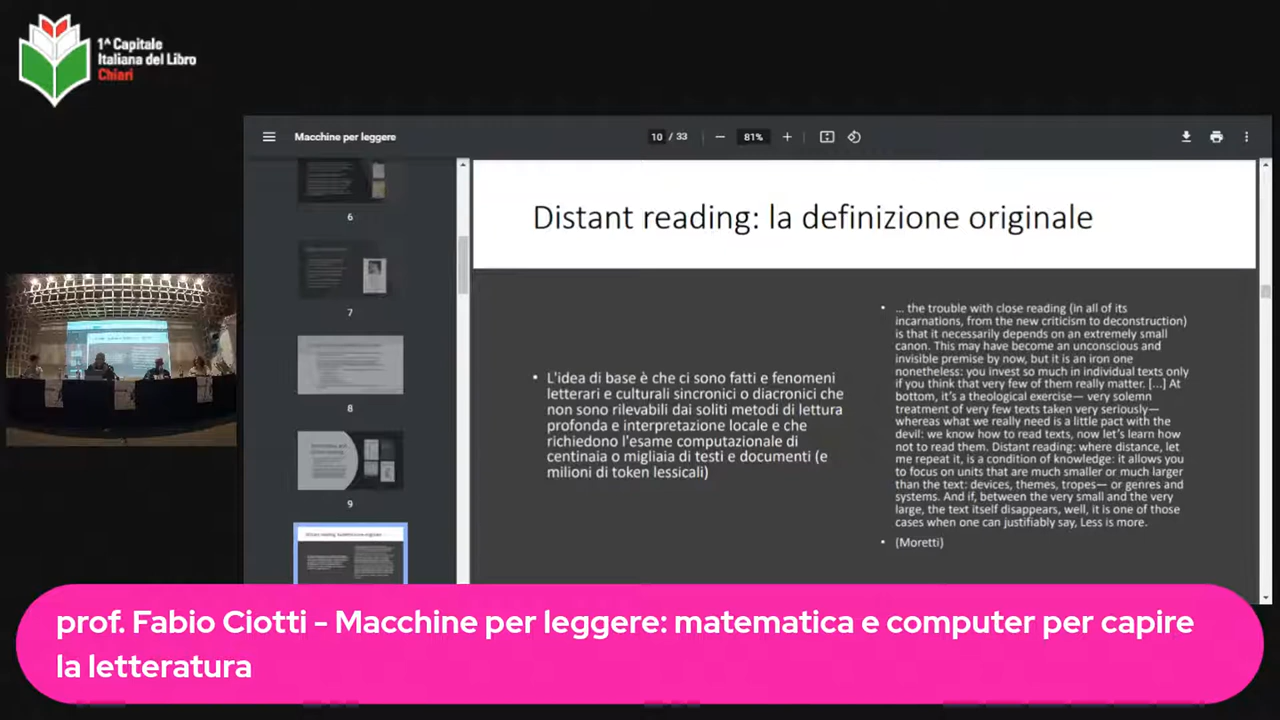 1^ Capitale
Italiana del Libro
Chiari
Macchine per leggere
10 / 33
81%
6
7
8
9
Distant reading: la definizione originale
• L'idea di base è che ci sono fatti e fenomeni
letterari e culturali sincronici o diacronici che
non sono rilevabili dai soliti metodi di lettura
profonda e interpretazione locale e che
richiedono l'esame computazionale di
centinaia o migliaia di testi e documenti (e
milioni di token lessicali)
• ... the trouble with close reading (in all of its
incarnations, from the new criticism to deconstruction)
is that it necessarily depends on an extremely small
canon. This may have become an unconscious and
invisible premise by now, but it is an iron one
nonetheless: you invest so much in individual texts only
if you think that very few of them really matter. [...] At
bottom, it's a theological exercise— very solemn
treatment of very few texts taken very seriously—
whereas what we really need is a little pact with the
devil: we know how to read texts, now let's learn how
not to read them. Distant reading: where distance, let
me repeat it, is a condition of knowledge: it allows you
to focus on units that are much smaller or much larger
than the text: devices, themes, tropes— or genres and
systems. And if, between the very small and the very
large, the text itself disappears, well, it is one of those
cases when one can justifiably say, Less is more.
• (Moretti)
prof. Fabio Ciotti - Macchine per leggere: matematica e computer per capire
la letteratura